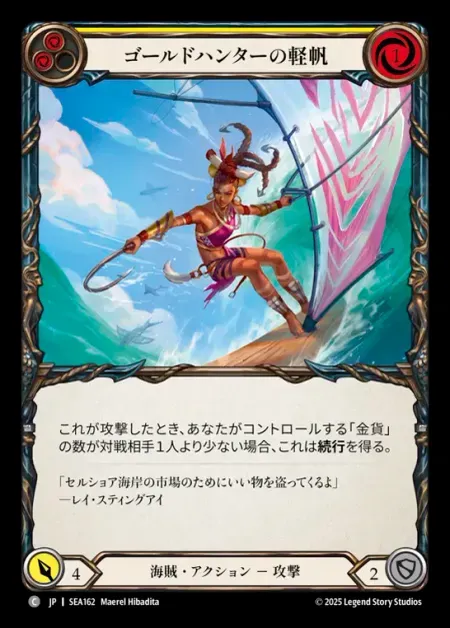 ゴールドハンターの軽帆
1
これが攻撃したとき、あなたがコントロールする「金貨」
の数が対戦相手1人より少ない場合、これは続行を得る。
「セルショア海岸の市場のためにいい物を盗ってくるよ」
―レイ・スティングアイ
4
海賊・アクション − 攻撃
2
C JP | SEA162 Maerel Hibadita
© 2025 Legend Story Studios